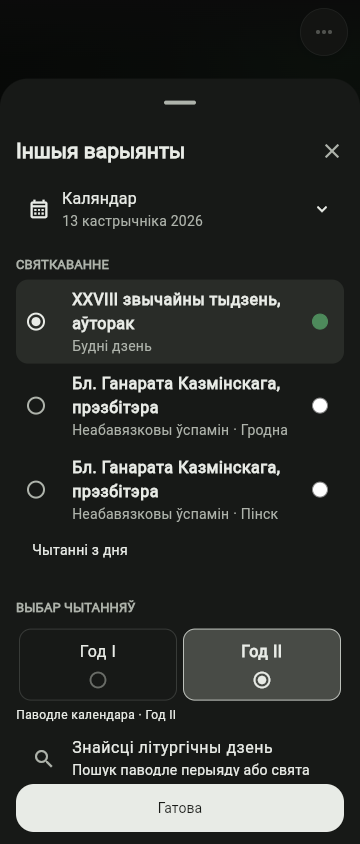 Іншыя варыянты
Каляндар
13 кастрычніка 2026
СВЯТКАВАННЕ
XXVIII звычайны тыдзень,
аўторак
Будні дзень
Бл. Ганарата Казмінскага,
прэзбітэра
Неабавязковы ўспамін · Гродна
Бл. Ганарата Казмінскага,
прэзбітэра
Неабавязковы ўспамін · Пінск
Чытанні з дня
ВЫБАР ЧЫТАННЯЎ
Год I
Год II
Паводле календара · Год II
Знайсці літургічны дзень
Пошук паводле перыяду або свята
Гатова